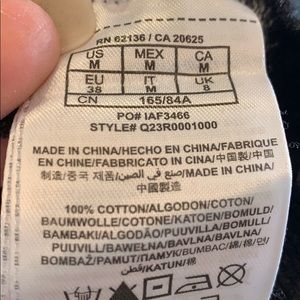 RN 62136 / CA 20625
US M MEX M CA M
EU 38 IT M UK 8
CN 165/84A
PO# IAF3466
STYLE# Q23R0001000
MADE IN CHINA/HECHO EN CHINA/FABRIQUE
EN CHINE/FABBRICATO IN CINA/中国製/中国
制造/중국 제조/صنع في الصين/MADE IN CHINA/
中國製造
100% COTTON/ALGODON/COTON/
BAUMWOLLE/COTONE/KATOEN/BOMULD/
BAMBAKI/ALGODÃO/PUUVILLA/BOMULL/
PUUVILL/BAWEŁNA/BAVLNA/BAVLNA/
BOMBAŽ/PAMUT/BUMBAC/綿/棉/면/
قطن/KATUN/棉